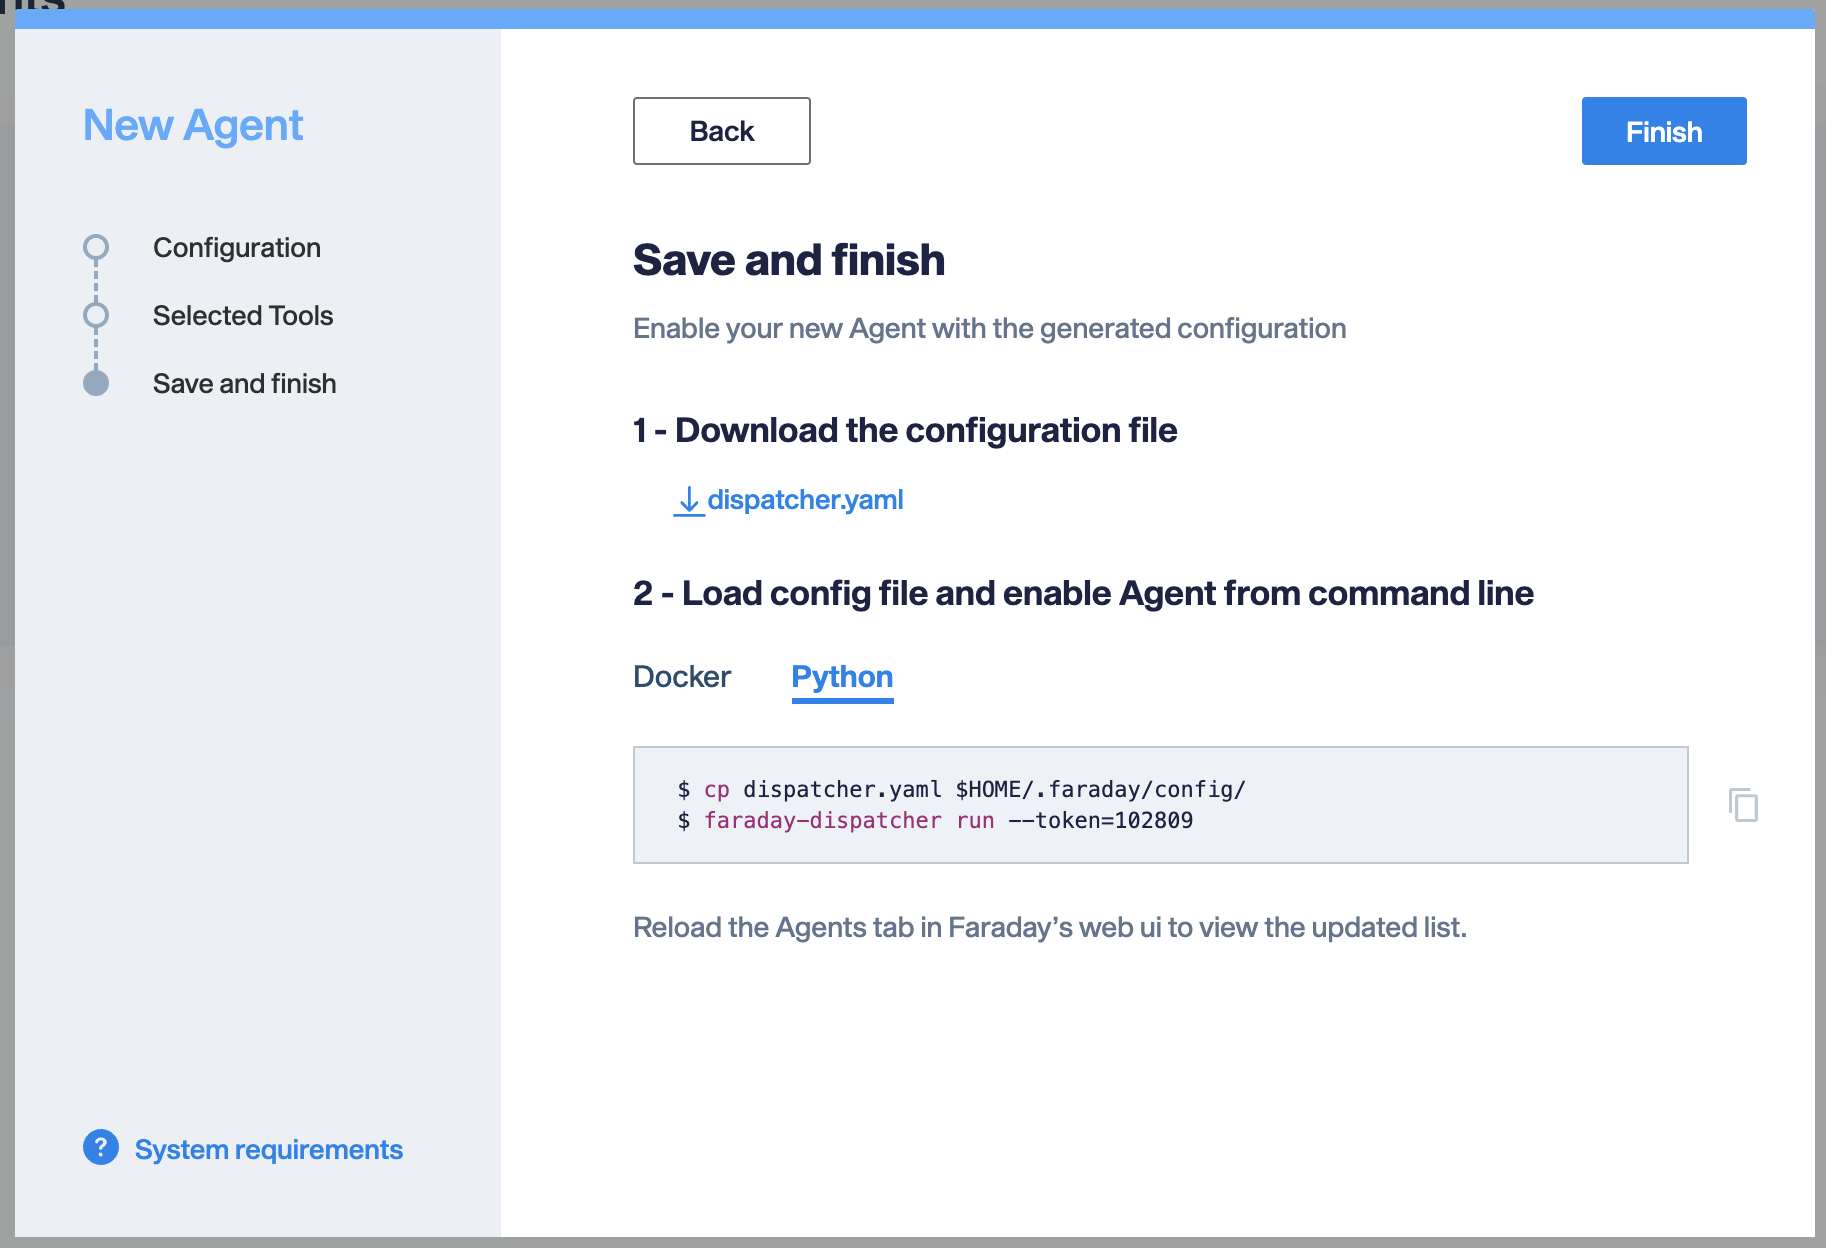 New Agent
Configuration
Selected Tools
Save and finish
? System requirements
Back
Finish
Save and finish
Enable your new Agent with the generated configuration
1 - Download the configuration file
dispatcher.yaml
2 - Load config file and enable Agent from command line
Docker Python
$ cp dispatcher.yaml $HOME/.faraday/config/
$ faraday-dispatcher run --token=102809
Reload the Agents tab in Faraday’s web ui to view the updated list.